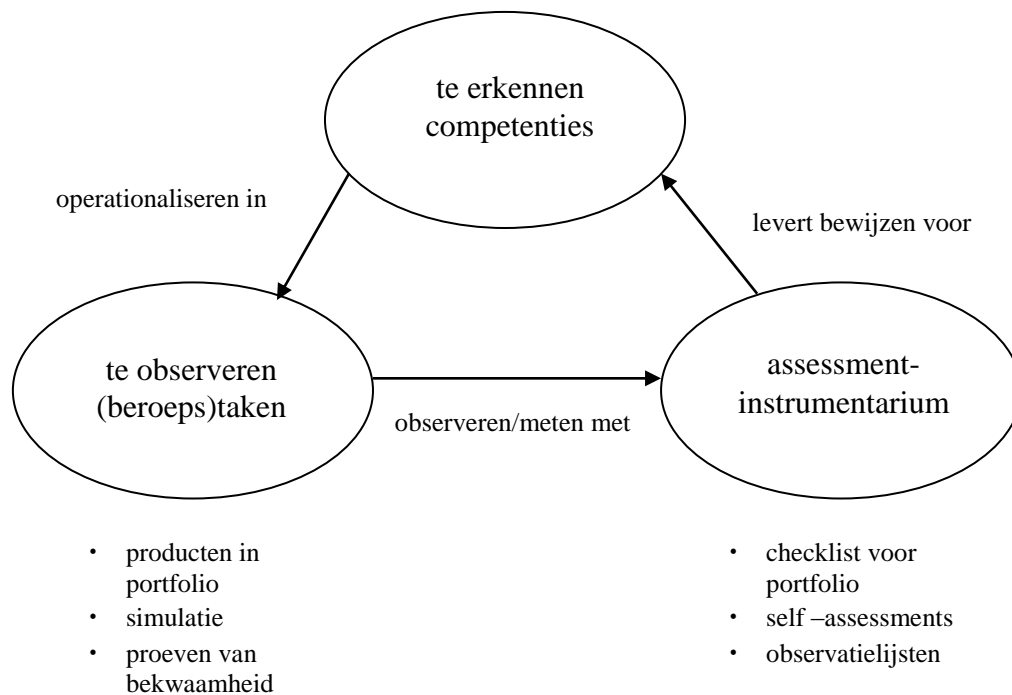 te erkennen
competenties
operationaliseren in
levert bewijzen voor
te observeren
(beroeps)taken
assessment-
instrumentarium
observeren/meten met
· producten in
portfolio
· simulatie
· proeven van
bekwaamheid
· checklist voor
portfolio
· self –assessments
· observatielijsten